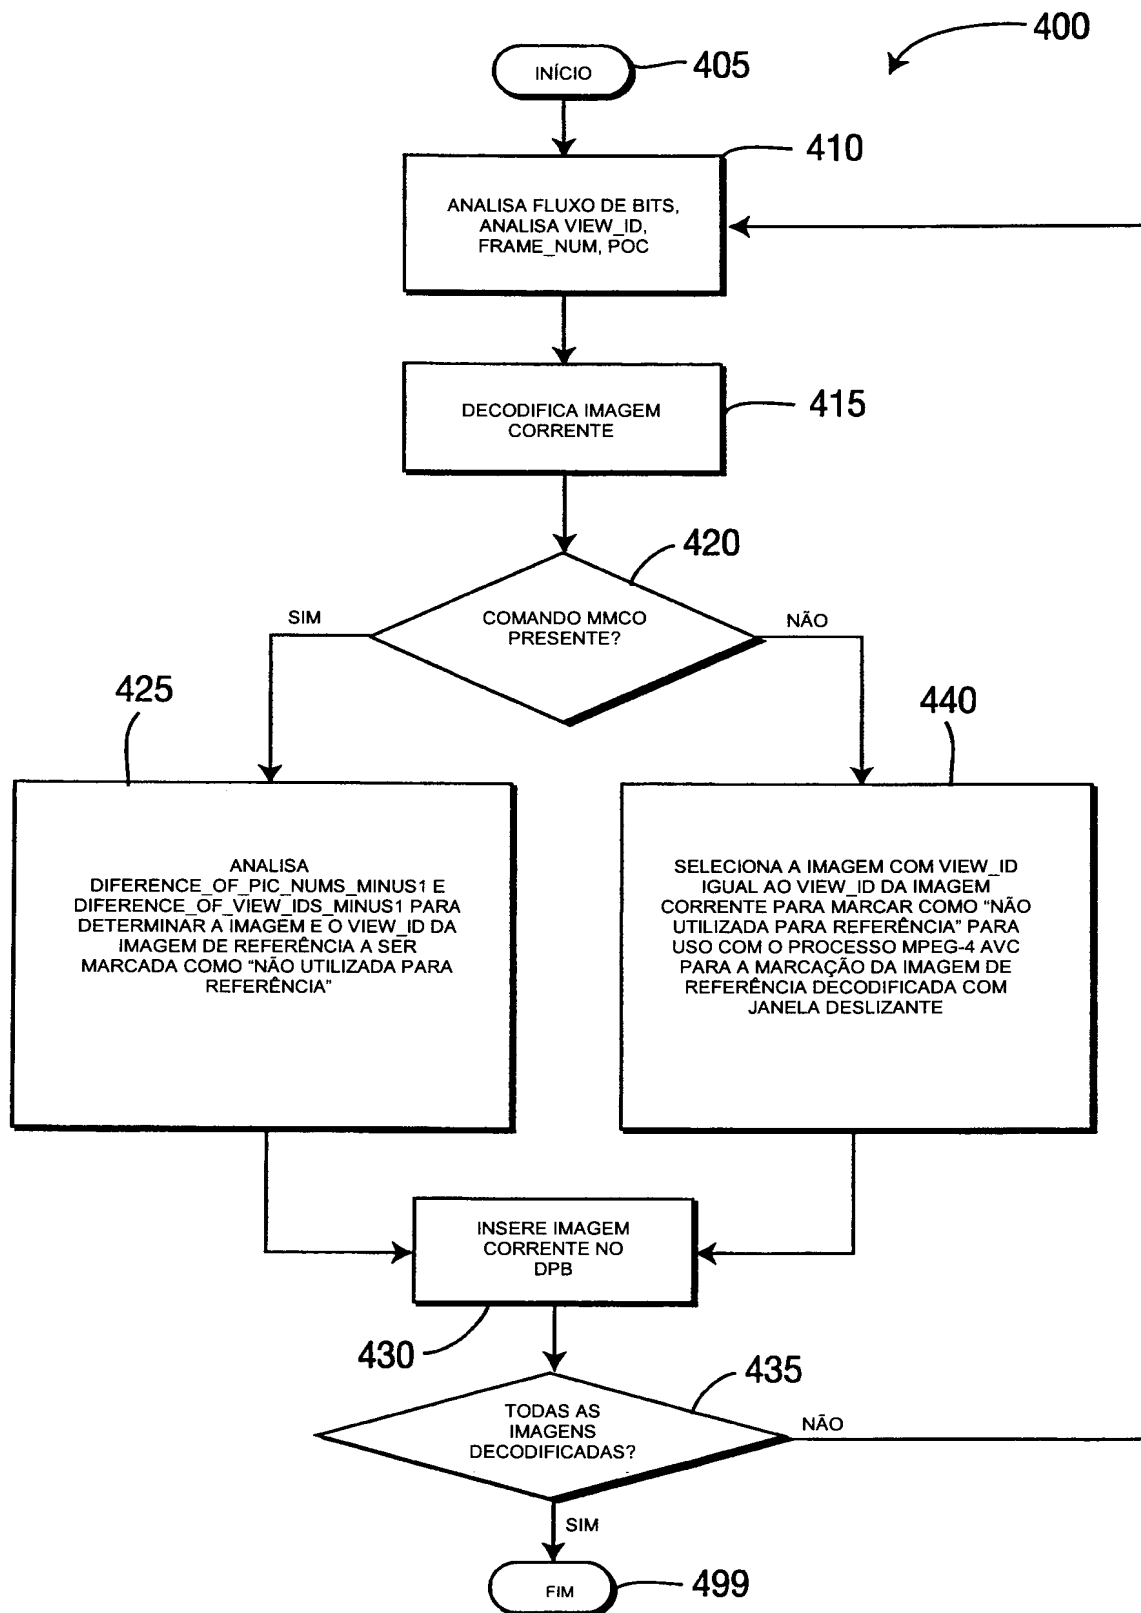 400
INÍCIO
405
410
ANALISA FLUXO DE BITS,
ANALISA VIEW_ID,
FRAME_NUM, POC
DECODIFICA IMAGEM
CORRENTE
415
420
COMANDO MMCO
PRESENTE?
SIM
NÃO
425
440
ANALISA
DIFERENCE_OF_PIC_NUMS_MINUS1 E
DIFERENCE_OF_VIEW_IDS_MINUS1 PARA
DETERMINAR A IMAGEM E O VIEW_ID DA
IMAGEM DE REFERÊNCIA A SER
MARCADA COMO “NÃO UTILIZADA PARA
REFERÊNCIA”
SELECIONA A IMAGEM COM VIEW_ID
IGUAL AO VIEW_ID DA IMAGEM
CORRENTE PARA MARCAR COMO “NÃO
UTILIZADA PARA REFERÊNCIA” PARA
USO COM O PROCESSO MPEG-4 AVC
PARA A MARCAÇÃO DA IMAGEM DE
REFERÊNCIA DECODIFICADA COM
JANELA DESLIZANTE
INSERE IMAGEM
CORRENTE NO
DPB
430
435
TODAS AS
IMAGENS
DECODIFICADAS?
NÃO
SIM
FIM
499